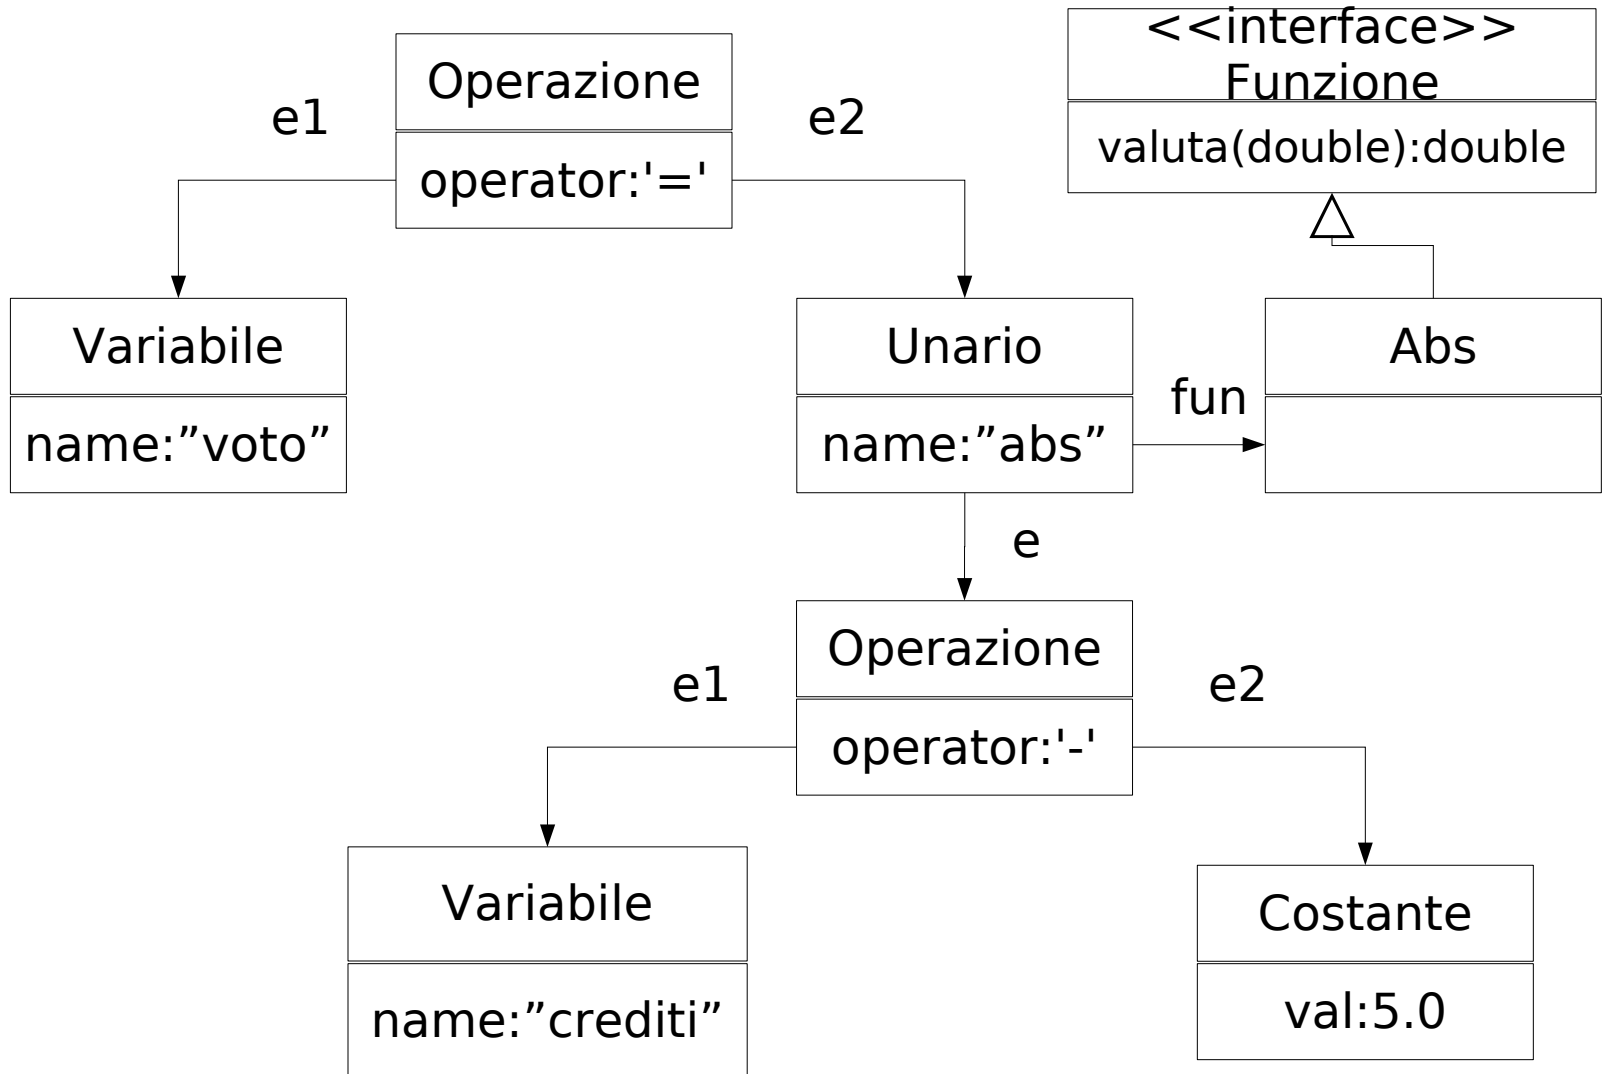 <<interface>>
Funzione
valuta(double):double
Operazione
operator:'='
e1
e2
Variabile
name:”voto”
Unario
name:”abs”
fun
Abs
e
Operazione
operator:'-'
e1
e2
Variabile
name:”crediti”
Costante
val:5.0